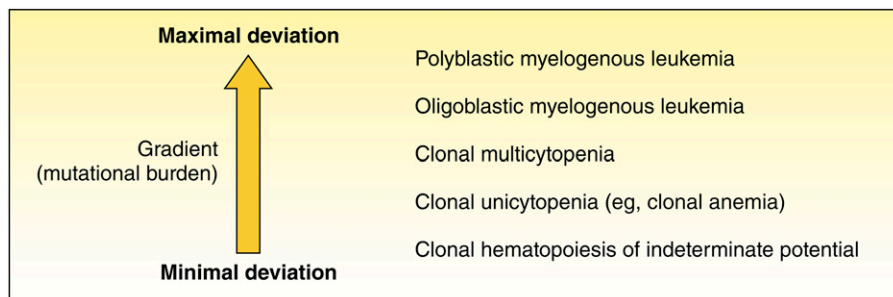 Maximal deviation
Gradient
(mutational burden)
Minimal deviation
Polyblastic myelogenous leukemia
Oligoblastic myelogenous leukemia
Clonal multicytopenia
Clonal unicytopenia (eg, clonal anemia)
Clonal hematopoiesis of indeterminate potential